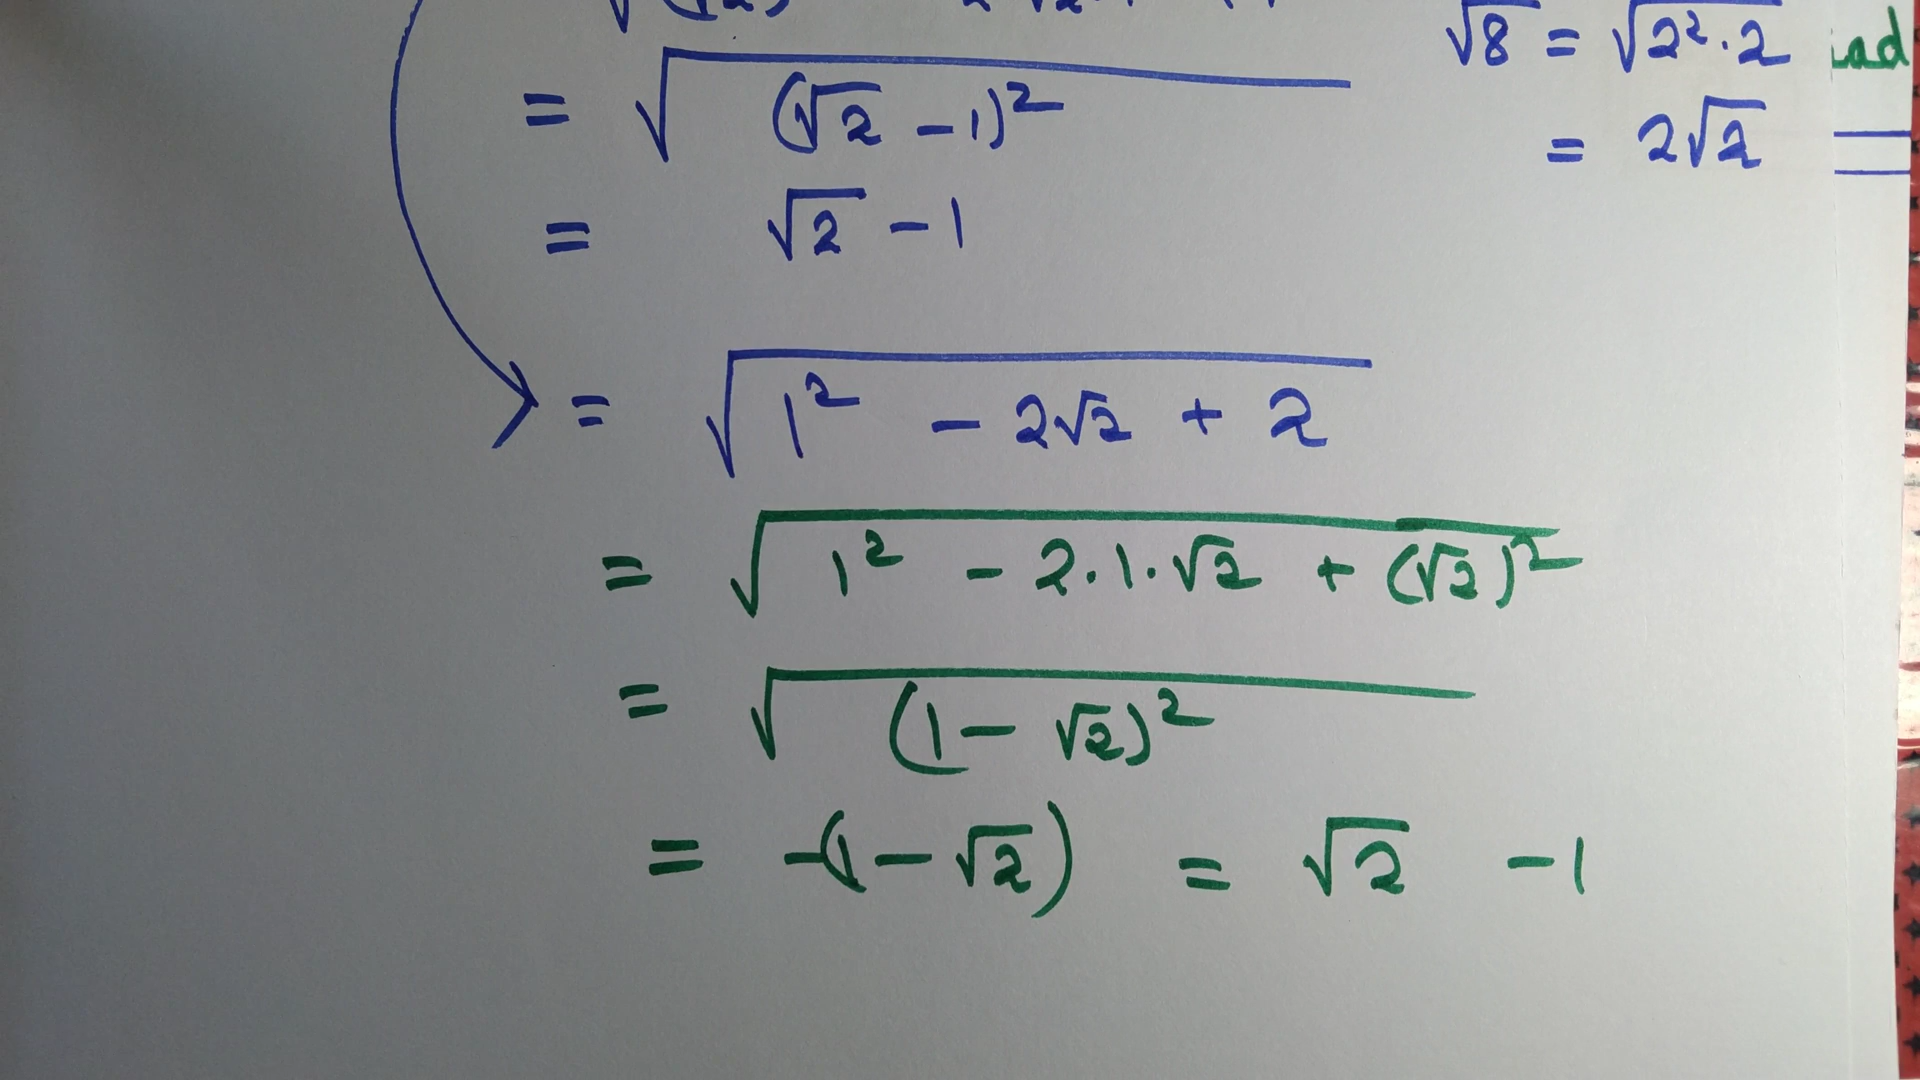 √8 = √2²·2
= 2√2
= √(√2 - 1)²
= √2 - 1
= √1² - 2√2 + 2
= √1² - 2·1·√2 + (√2)²
= √(1 - √2)²
= -(1 - √2) = √2 - 1